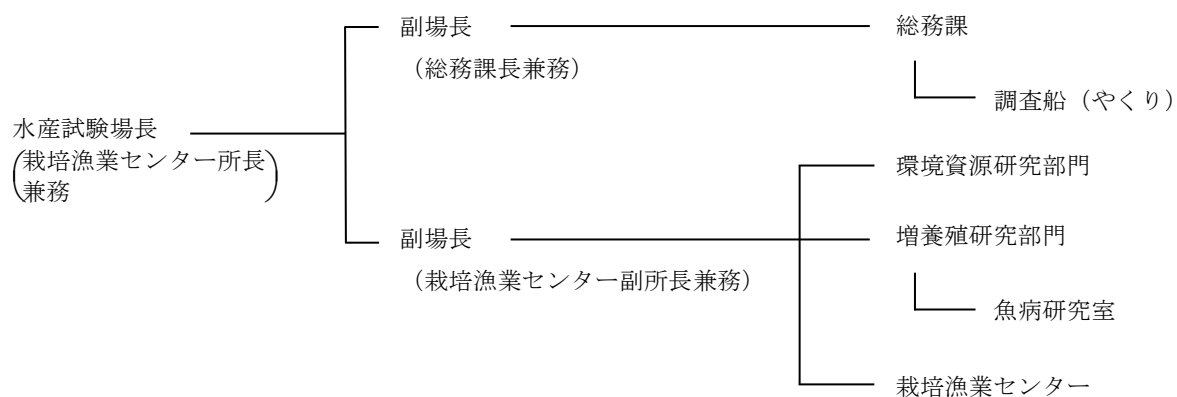 副場長
（総務課長兼務）
総務課
調査船（やくり）
水産試験場長
（栽培漁業センター所長
兼務）
環境資源研究部門
副場長
（栽培漁業センター副所長兼務）
増養殖研究部門
魚病研究室
栽培漁業センター